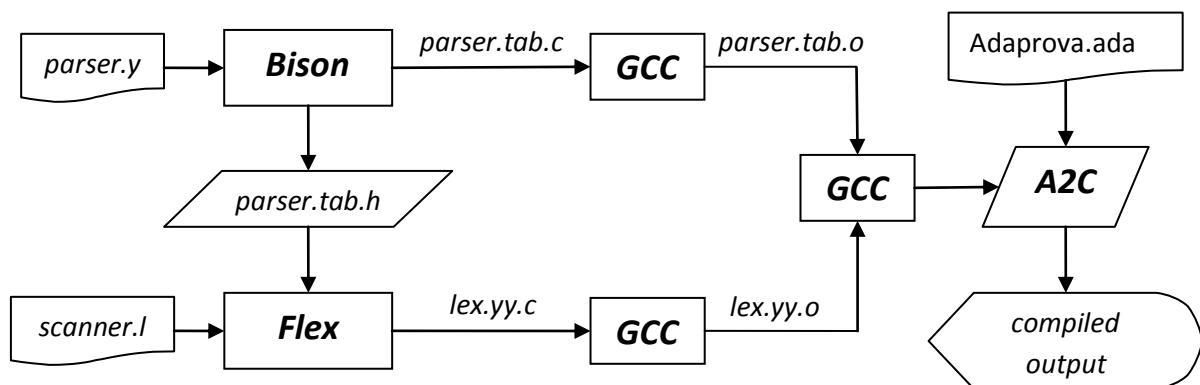 parser.y
Bison
parser.tab.c
GCC
parser.tab.o
Adaprova.ada
parser.tab.h
GCC
A2C
scanner.l
Flex
lex.yy.c
GCC
lex.yy.o
compiled
output